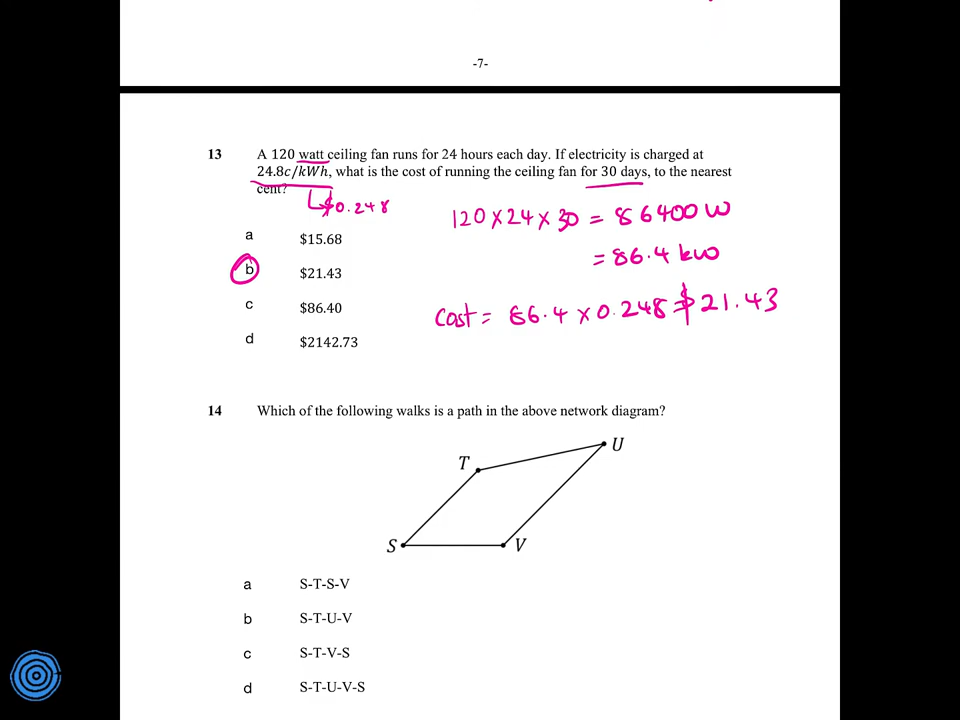 -7-
13 A 120 watt ceiling fan runs for 24 hours each day. If electricity is charged at
24.8c/kWh, what is the cost of running the ceiling fan for 30 days, to the nearest
cent?
$0.248
120 x 24 x 30 = 86400 W
= 86.4 kW
cost = 86.4 x 0.248 = $21.43
a $15.68
b $21.43
c $86.40
d $2142.73
14 Which of the following walks is a path in the above network diagram?
U
T
S
V
a S-T-S-V
b S-T-U-V
c S-T-V-S
d S-T-U-V-S